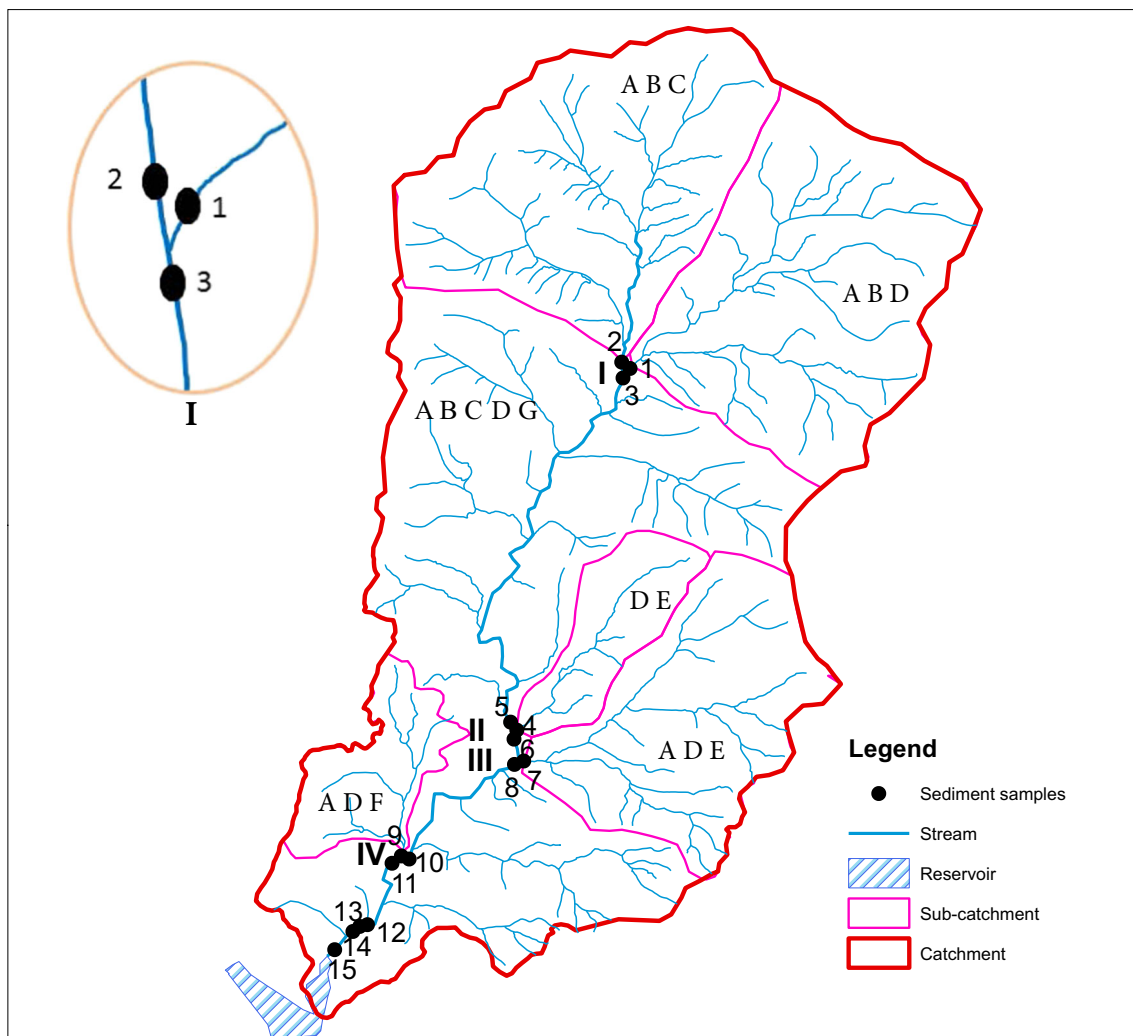 A B C
2
1
3
I
A B D
2
1
I
3
A B C D G
D E
5
4
II
6
III
8
7
A D E
A D F
9
IV
10
11
13
12
14
15
Legend
Sediment samples
Stream
Reservoir
Sub-catchment
Catchment